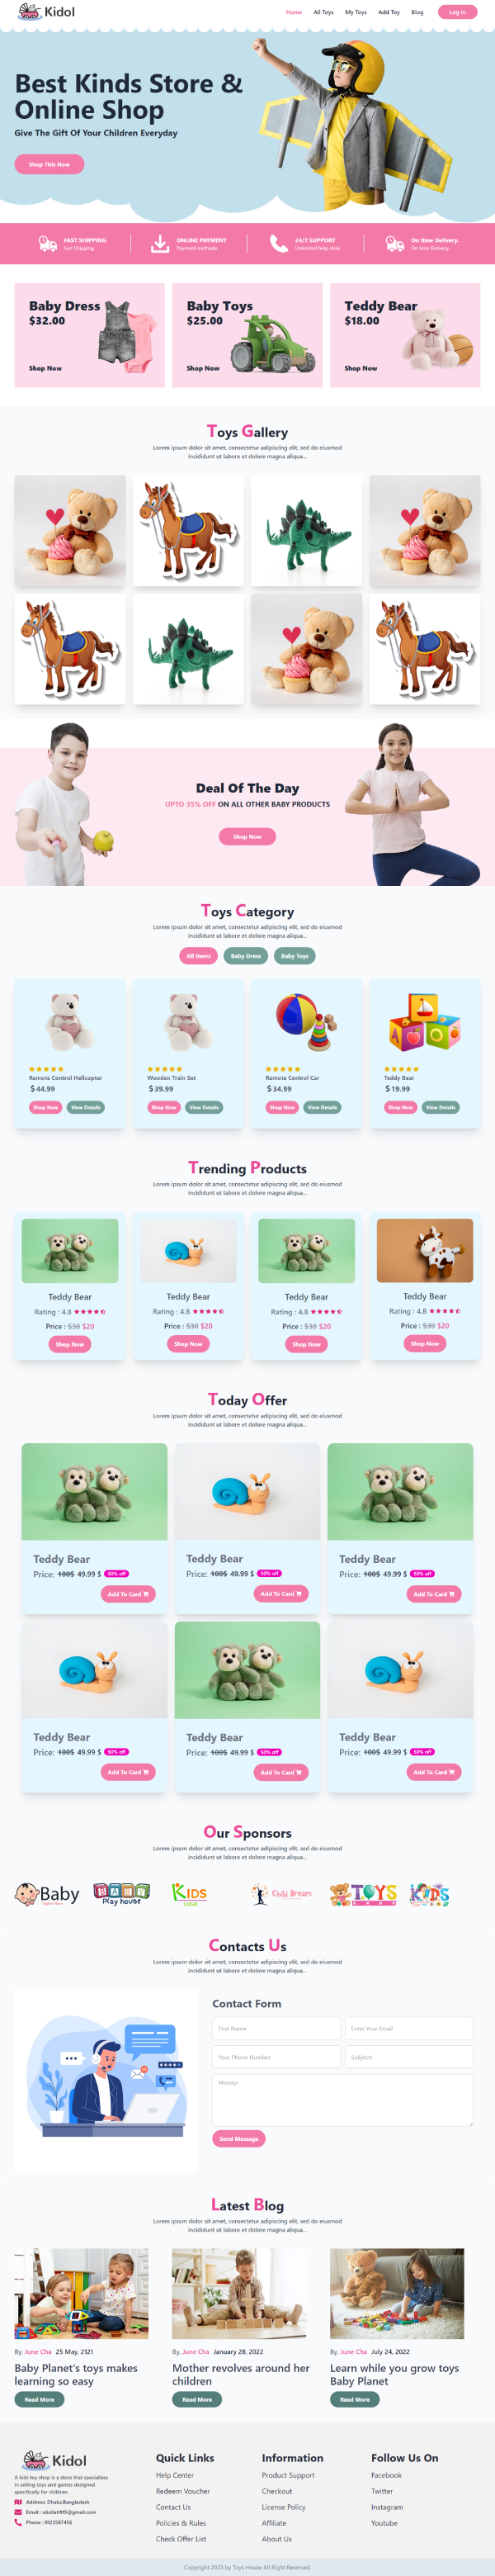 Kidol
Home All Toys My Toys Add Toy Blog Log In
Best Kinds Store &
Online Shop
Give The Gift Of Your Children Everyday
Shop This Now
FAST SHIPPING
Fast Shipping
ONLINE PAYMENT
Payment methods.
24/7 SUPPORT
Unlimited help desk.
On time Delivery.
On time Delivery.
Baby Dress
$32.00
Shop Now
Baby Toys
$25.00
Shop Now
Teddy Bear
$18.00
Shop Now
Toys Gallery
Lorem ipsum dolor sit amet, consectetur adipiscing elit, sed do eiusmod
incididunt ut labore et dolore magna aliqua...
Deal Of The Day
UPTO 35% OFF ON ALL OTHER BABY PRODUCTS
Shop Now
Toys Category
Lorem ipsum dolor sit amet, consectetur adipiscing elit, sed do eiusmod
incididunt ut labore et dolore magna aliqua...
All Items Baby Dress Baby Toys
Remote Control Helicopter
$ 44.99
Shop Now View Details
Wooden Train Set
$ 39.99
Shop Now View Details
Remote Control Car
$ 34.99
Shop Now View Details
Teddy Bear
$ 19.99
Shop Now View Details
Trending Products
Lorem ipsum dolor sit amet, consectetur adipiscing elit, sed do eiusmod
incididunt ut labore et dolore magna aliqua...
Teddy Bear
Rating : 4.8
Price : $30 $20
Shop Now
Teddy Bear
Rating : 4.8
Price : $30 $20
Shop Now
Teddy Bear
Rating : 4.8
Price : $30 $20
Shop Now
Teddy Bear
Rating : 4.8
Price : $30 $20
Shop Now
Today Offer
Lorem ipsum dolor sit amet, consectetur adipiscing elit, sed do eiusmod
incididunt ut labore et dolore magna aliqua...
Teddy Bear
Price: 100$ 49.99 $ 50% off
Add To Card
Teddy Bear
Price: 100$ 49.99 $ 50% off
Add To Card
Teddy Bear
Price: 100$ 49.99 $ 50% off
Add To Card
Teddy Bear
Price: 100$ 49.99 $ 50% off
Add To Card
Teddy Bear
Price: 100$ 49.99 $ 50% off
Add To Card
Teddy Bear
Price: 100$ 49.99 $ 50% off
Add To Card
Our Sponsors
Lorem ipsum dolor sit amet, consectetur adipiscing elit, sed do eiusmod
incididunt ut labore et dolore magna aliqua...
Baby
BABY
Play house
KIDS
LOGO
Child Dream
TOYS
KIDS
Contacts Us
Lorem ipsum dolor sit amet, consectetur adipiscing elit, sed do eiusmod
incididunt ut labore et dolore magna aliqua...
Contact Form
First Name
Enter Your Email
Your Phone Number
Subjects
Message
Send Message
Latest Blog
Lorem ipsum dolor sit amet, consectetur adipiscing elit, sed do eiusmod
incididunt ut labore et dolore magna aliqua...
By, June Cha 25 May, 2121
Baby Planet's toys makes
learning so easy
Read More
By, June Cha January 28, 2022
Mother revolves around her
children
Read More
By, June Cha July 24, 2022
Learn while you grow toys
Baby Planet
Read More
Kidol
A kids toy shop is a store that specializes
in selling toys and games designed
specifically for children.
Address: Dhaka,Bangladesh
Phone : 0123587456
Quick Links
Help Center
Redeem Voucher
Contact Us
Policies & Rules
Check Offer List
Information
Product Support
Checkout
License Policy
Affiliate
About Us
Follow Us On
Facebook
Twitter
Instagram
Youtube
Copyright 2023 by Toys House All Right Reserved.